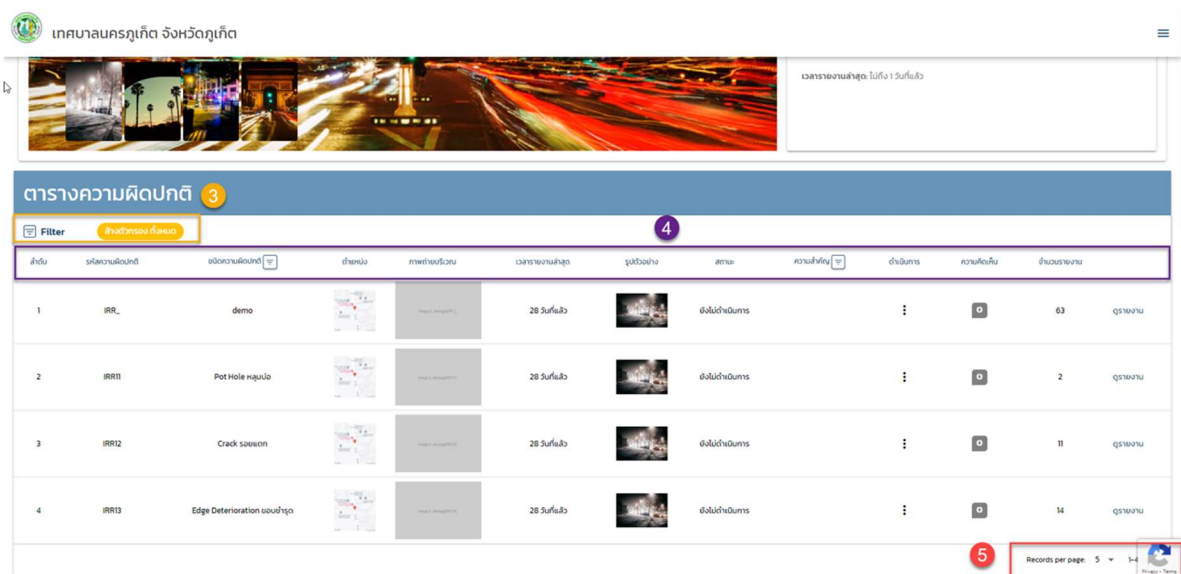 เทศบาลนครภูเก็ต จังหวัดภูเก็ต
เวลารายงานล่าสุด: ไม่ถึง 1 วันที่แล้ว
ตารางความผิดปกติ 3
Filter ล้างตัวกรอง ทั้งหมด
4
ลำดับ รหัสความผิดปกติ ชนิดความผิดปกติ ตำแหน่ง ภาพถ่ายบริเวณ เวลารายงานล่าสุด รูปตัวอย่าง สถานะ ความสำคัญ ดำเนินการ ความคิดเห็น จำนวนรายงาน
1 IRR_ demo 28 วันที่แล้ว ยังไม่ดำเนินการ 0 63 ดูรายงาน
2 IRR11 Pot Hole หลุมบ่อ 28 วันที่แล้ว ยังไม่ดำเนินการ 0 2 ดูรายงาน
3 IRR12 Crack รอยแตก 28 วันที่แล้ว ยังไม่ดำเนินการ 0 11 ดูรายงาน
4 IRR13 Edge Deterioration ขอบชำรุด 28 วันที่แล้ว ยังไม่ดำเนินการ 0 14 ดูรายงาน
5
Records per page: 5 1-4
Privacy - Terms